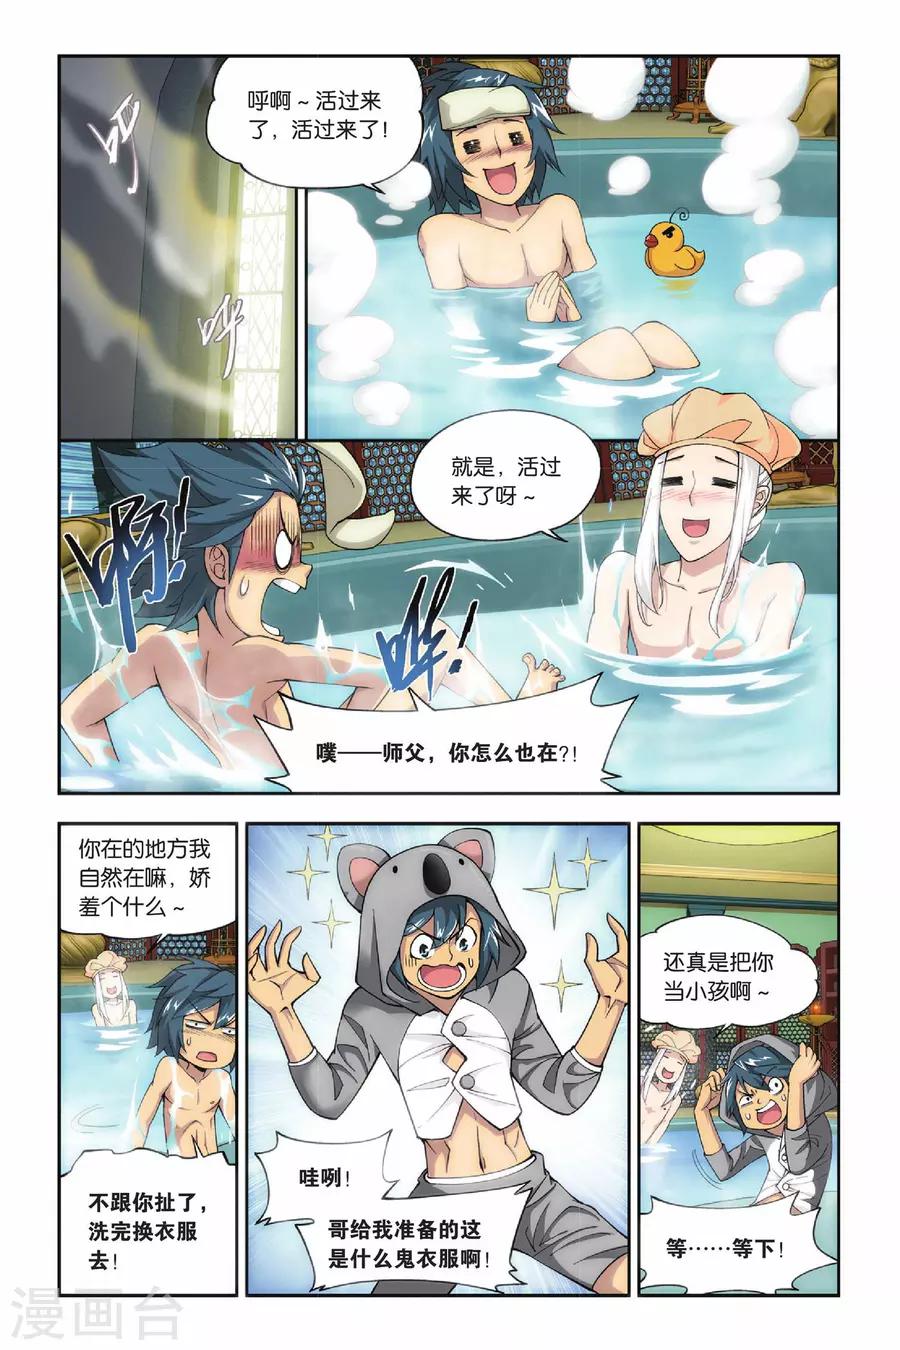 呼
呼
呼啊～活过来
了，活过来了！
就是，活过
来了呀～
啊！
哗！
噗——师父，你怎么也在？！
你在的地方我
自然在嘛，娇
羞个什么～
不跟你扯了，
洗完换衣服
去！
哇咧！
哥给我准备的这
是什么鬼衣服啊！
还真是把你
当小孩啊～
等……等下！
漫画台